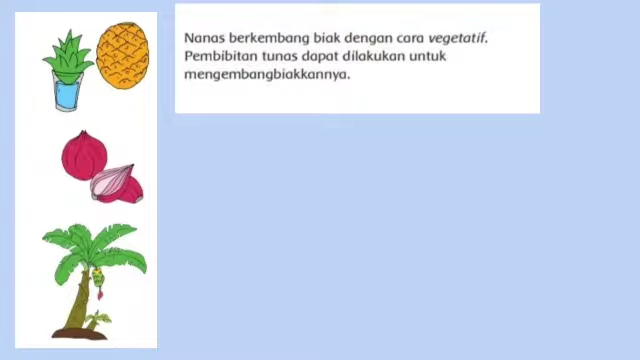 Nanas berkembang biak dengan cara vegetatif.
Pembibitan tunas dapat dilakukan untuk
mengembangbiakkannya.